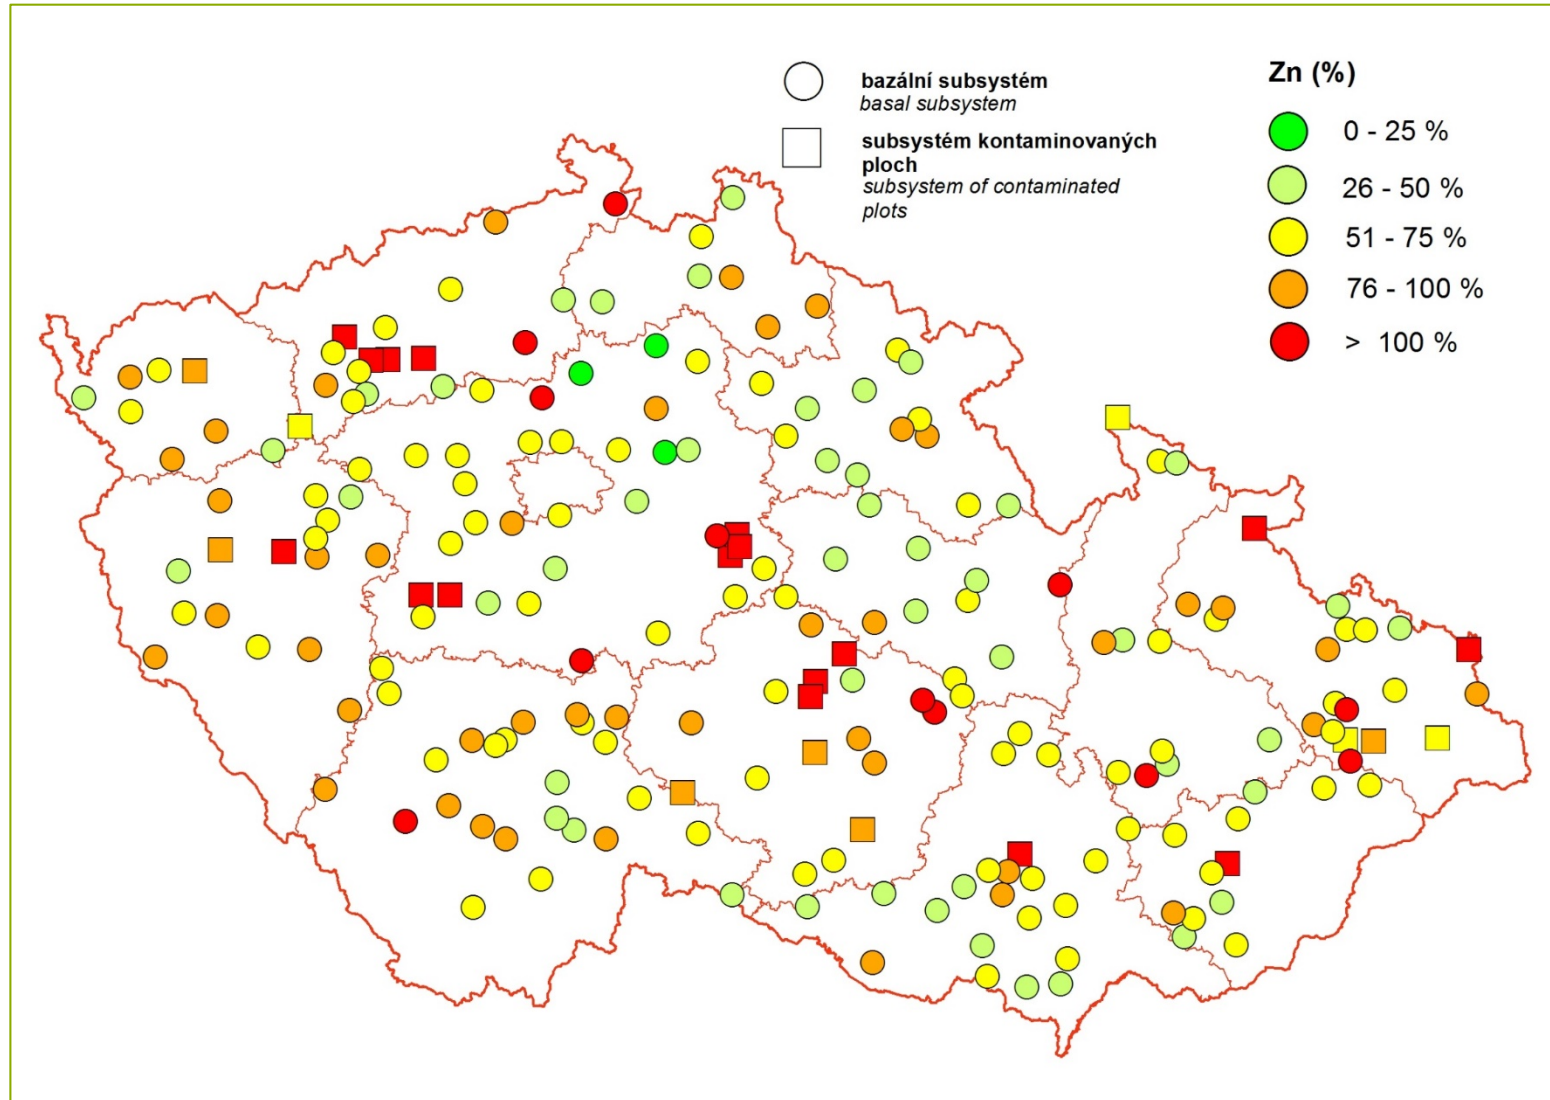 bazální subsystém
basal subsystem
subsystém kontaminovaných
ploch
subsystem of contaminated
plots
Zn (%)
0 - 25 %
26 - 50 %
51 - 75 %
76 - 100 %
> 100 %